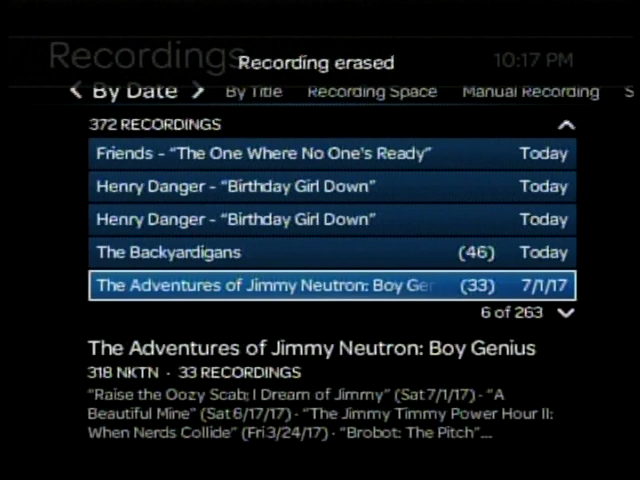 Recordings
Recording erased
10:17 PM
By Date By Title Recording Space Manual Recording S
372 RECORDINGS
Friends - "The One Where No One's Ready" Today
Henry Danger - "Birthday Girl Down" Today
Henry Danger - "Birthday Girl Down" Today
The Backyardigans (46) Today
The Adventures of Jimmy Neutron: Boy Ger (33) 7/1/17
6 of 263
The Adventures of Jimmy Neutron: Boy Genius
318 NKTN · 33 RECORDINGS
"Raise the Oozy Scab; I Dream of Jimmy" (Sat 7/1/17) · "A
Beautiful Mine" (Sat 6/17/17) · "The Jimmy Timmy Power Hour II:
When Nerds Collide" (Fri 3/24/17) · "Brobot: The Pitch"...